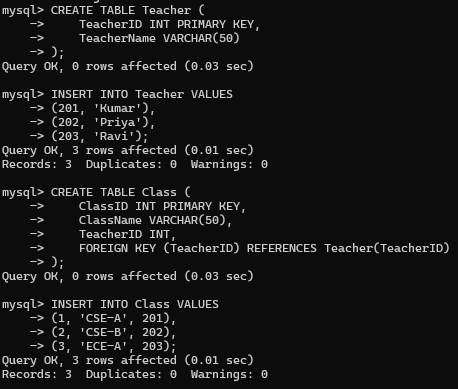 mysql> CREATE TABLE Teacher (
    ->     TeacherID INT PRIMARY KEY,
    ->     TeacherName VARCHAR(50)
    -> );
Query OK, 0 rows affected (0.03 sec)

mysql> INSERT INTO Teacher VALUES
    -> (201, 'Kumar'),
    -> (202, 'Priya'),
    -> (203, 'Ravi');
Query OK, 3 rows affected (0.01 sec)
Records: 3  Duplicates: 0  Warnings: 0

mysql> CREATE TABLE Class (
    ->     ClassID INT PRIMARY KEY,
    ->     ClassName VARCHAR(50),
    ->     TeacherID INT,
    ->     FOREIGN KEY (TeacherID) REFERENCES Teacher(TeacherID)
    -> );
Query OK, 0 rows affected (0.03 sec)

mysql> INSERT INTO Class VALUES
    -> (1, 'CSE-A', 201),
    -> (2, 'CSE-B', 202),
    -> (3, 'ECE-A', 203);
Query OK, 3 rows affected (0.01 sec)
Records: 3  Duplicates: 0  Warnings: 0